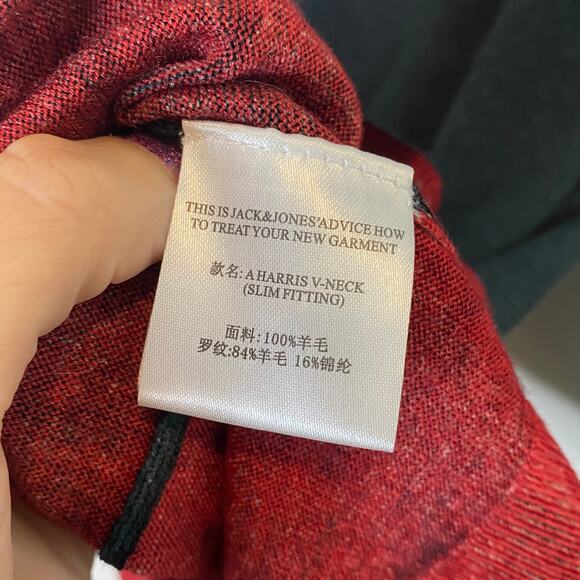 THIS IS JACK&JONES'ADVICE HOW
TO TREAT YOUR NEW GARMENT
款名: A HARRIS V-NECK
(SLIM FITTING)
面料:100%羊毛
罗纹:84%羊毛 16%锦纶